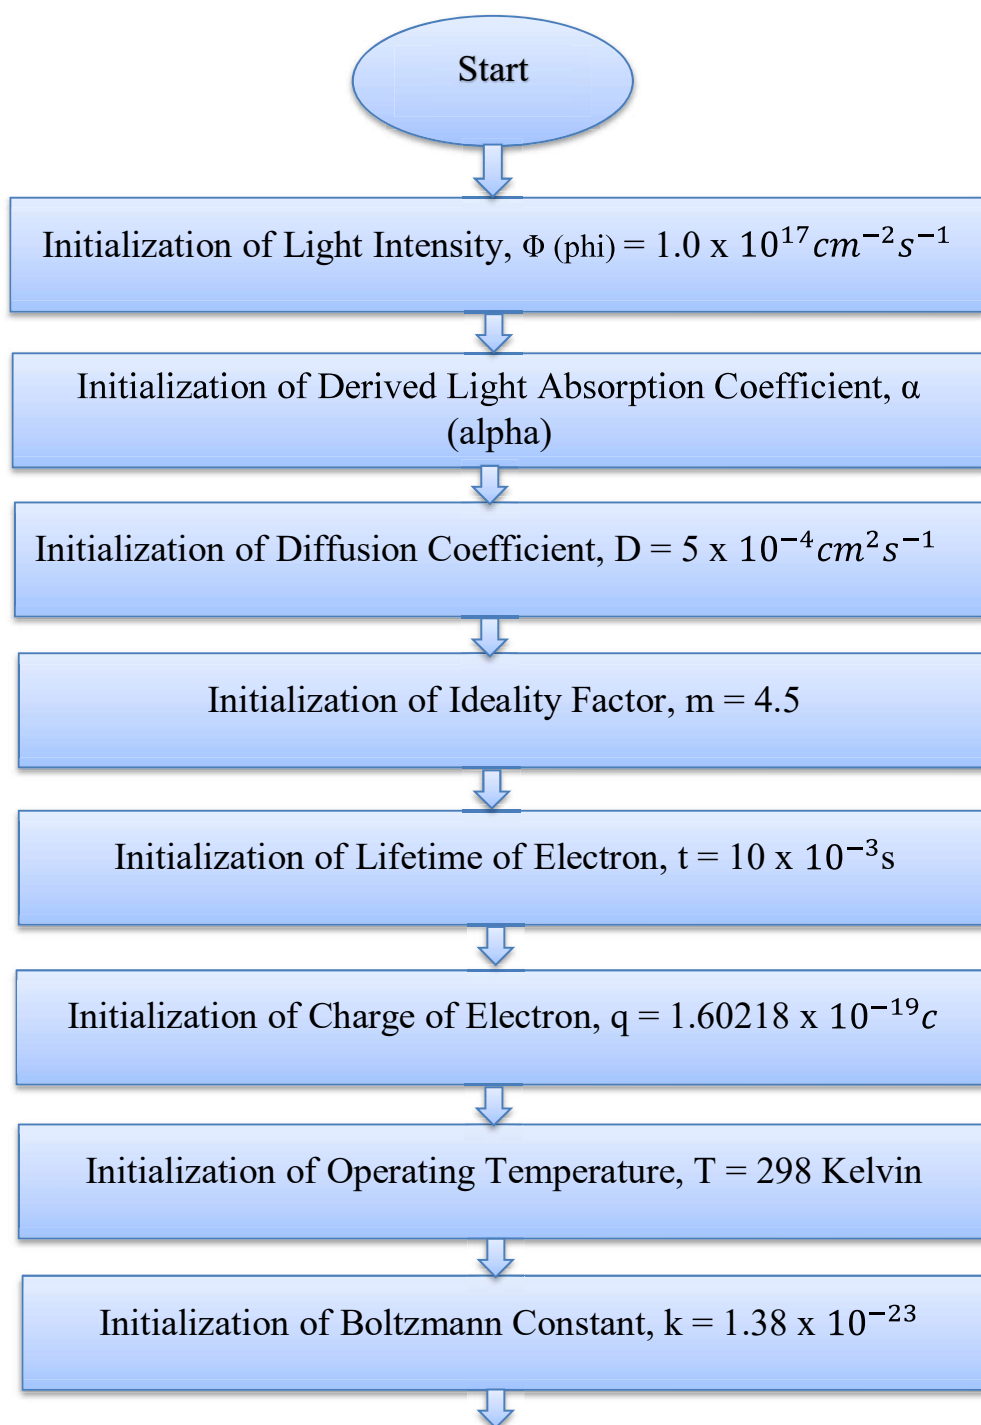 Start
Initialization of Light Intensity, Φ (phi) = 1.0 x 10⁻¹⁷cm⁻²s⁻¹
Initialization of Derived Light Absorption Coefficient, α
(alpha)
Initialization of Diffusion Coefficient, D = 5 x 10⁻⁴cm²s⁻¹
Initialization of Ideality Factor, m = 4.5
Initialization of Lifetime of Electron, t = 10 x 10⁻³s
Initialization of Charge of Electron, q = 1.60218 x 10⁻¹⁹c
Initialization of Operating Temperature, T = 298 Kelvin
Initialization of Boltzmann Constant, k = 1.38 x 10⁻²³